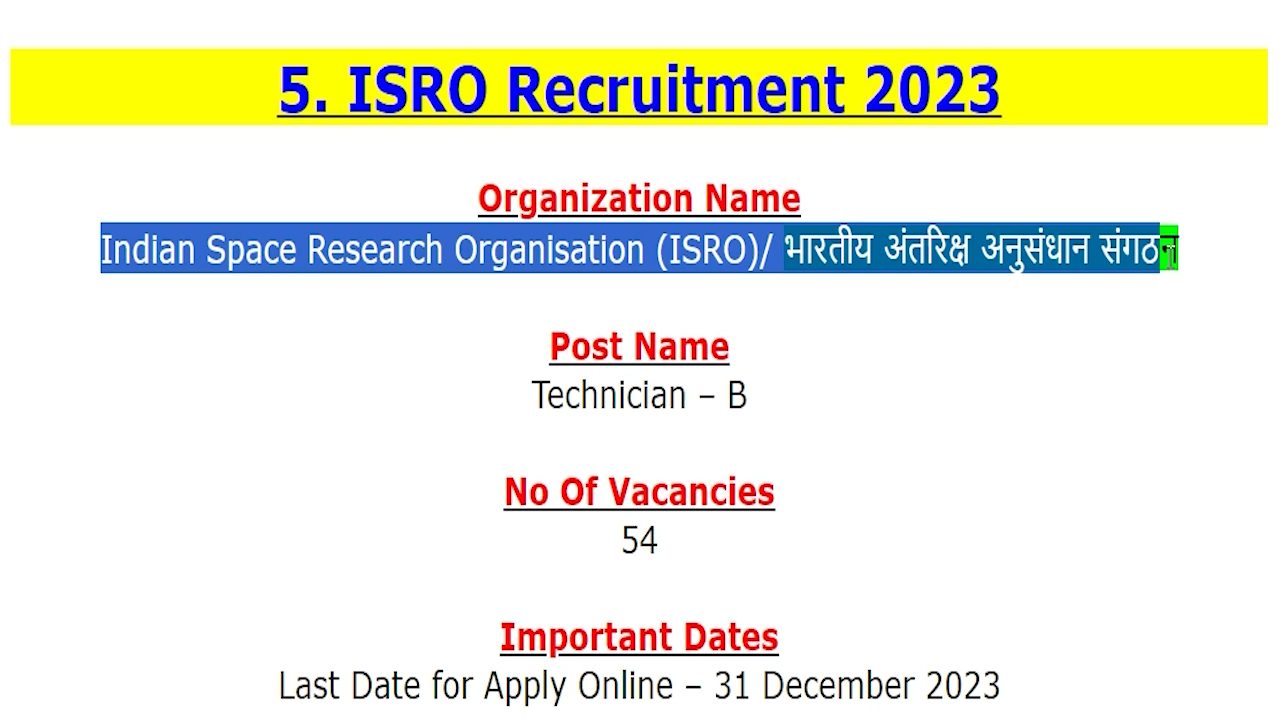 5. ISRO Recruitment 2023
Organization Name
Indian Space Research Organisation (ISRO)/ भारतीय अंतरिक्ष अनुसंधान संगठन
Post Name
Technician – B
No Of Vacancies
54
Important Dates
Last Date for Apply Online – 31 December 2023